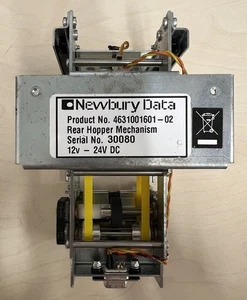 Newbury Data
Product No. 4631001601-02
Rear Hopper Mechanism
Serial No. 30080
12v - 24V DC